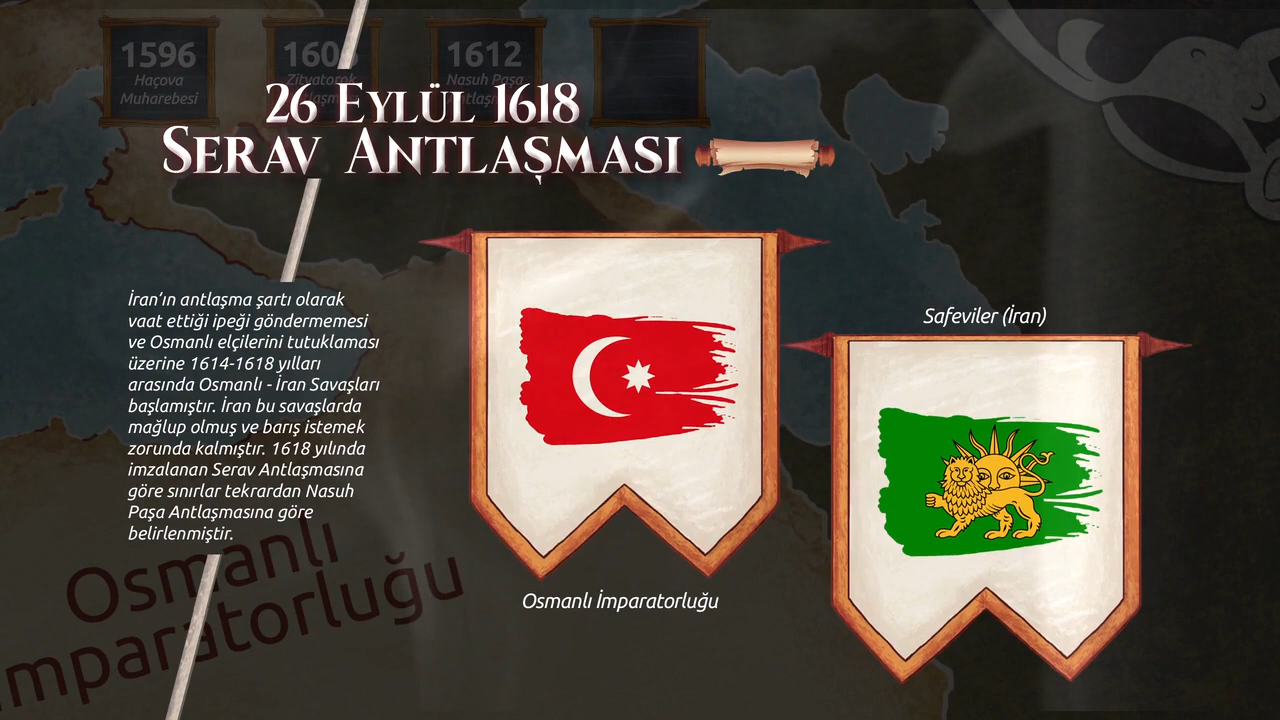 1596
Haçova
Muharebesi
1606
Zitvatorok
1612
Nasuh Paşa
26 Eylül 1618
Serav Antlaşması
İran'ın antlaşma şartı olarak
vaat ettiği ipeği göndermemesi
ve Osmanlı elçilerini tutuklaması
üzerine 1614-1618 yılları
arasında Osmanlı - İran Savaşları
başlamıştır. İran bu savaşlarda
mağlup olmuş ve barış istemek
zorunda kalmıştır. 1618 yılında
imzalanan Serav Antlaşmasına
göre sınırlar tekrardan Nasuh
Paşa Antlaşmasına göre
belirlenmiştir.
Safeviler (İran)
Osmanlı İmparatorluğu
Osmanlı
İmparatorluğu